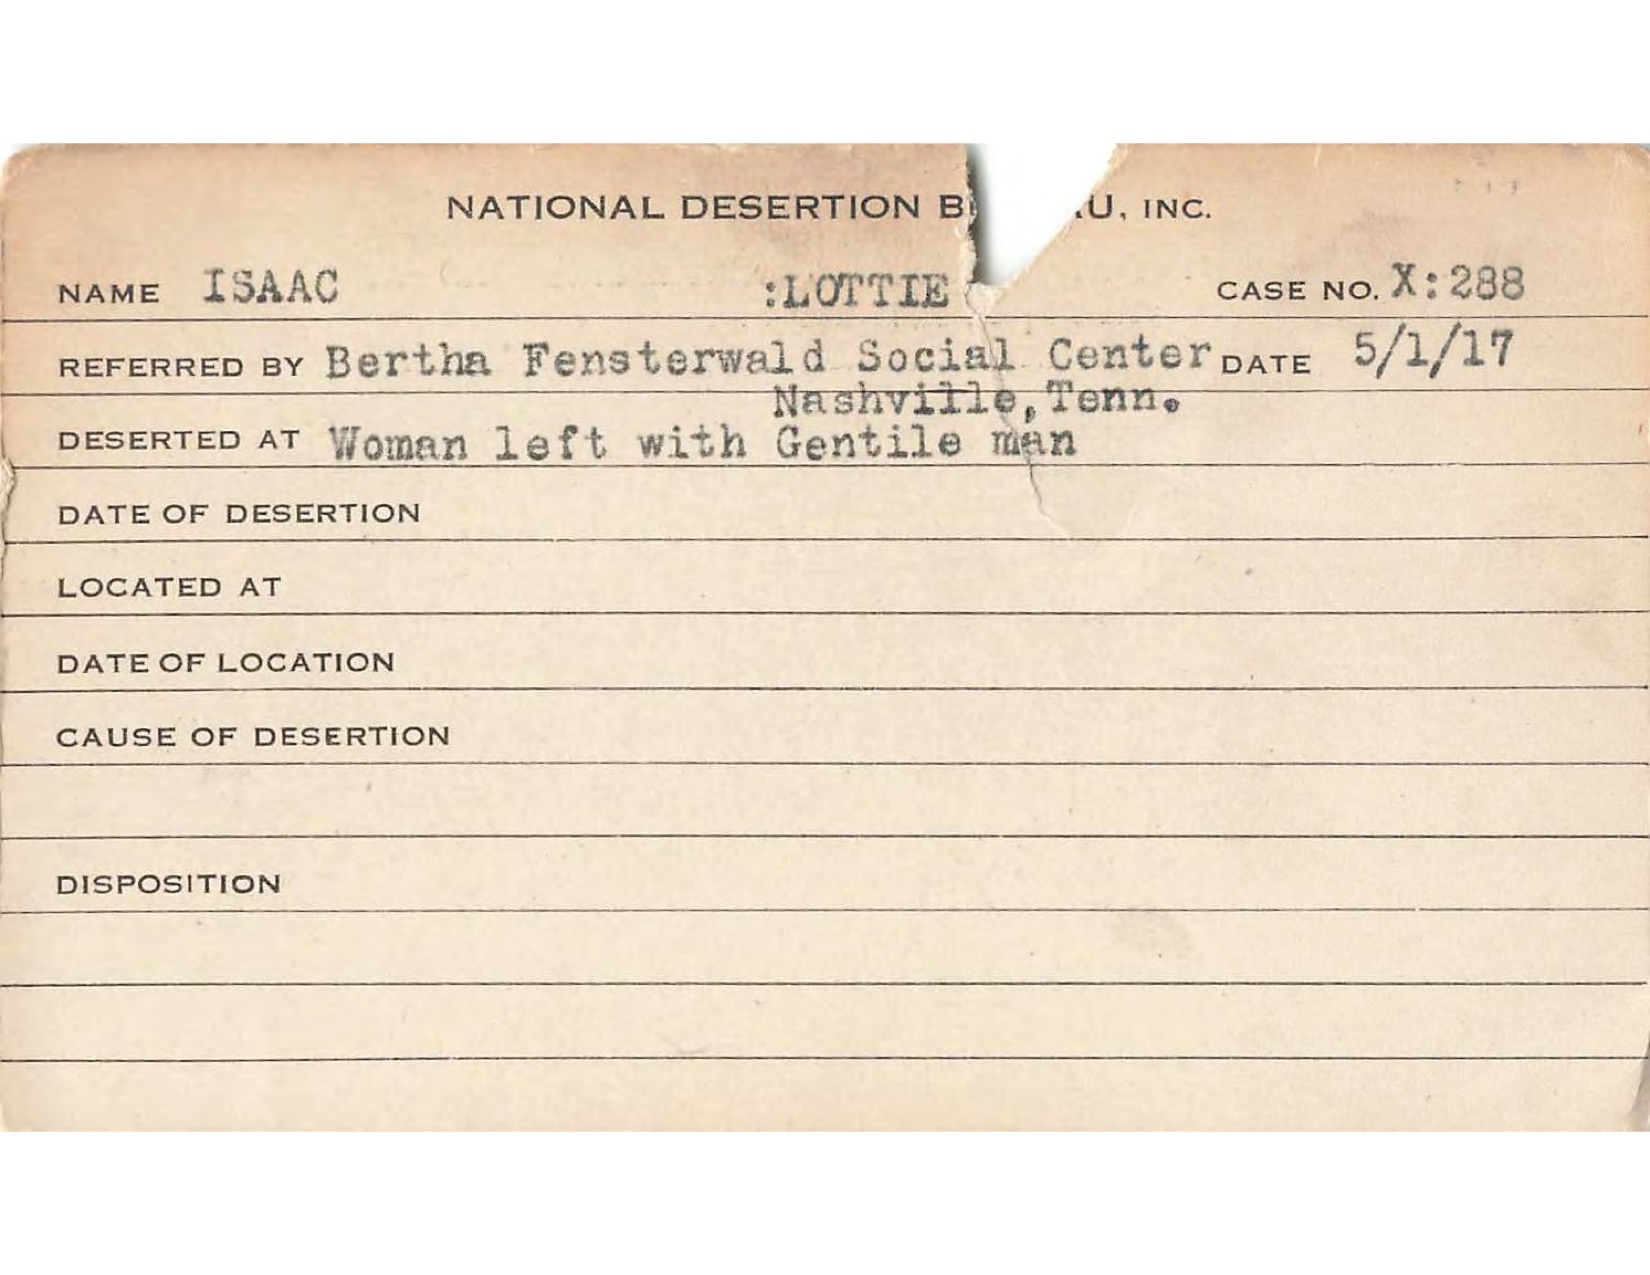 NATIONAL DESERTION B U, INC.
NAME ISAAC :LOTTIE CASE NO. X:288
REFERRED BY Bertha Fensterwald Social Center DATE 5/1/17
Nashville,Tenn.
DESERTED AT Woman left with Gentile man
DATE OF DESERTION
LOCATED AT
DATE OF LOCATION
CAUSE OF DESERTION
DISPOSITION